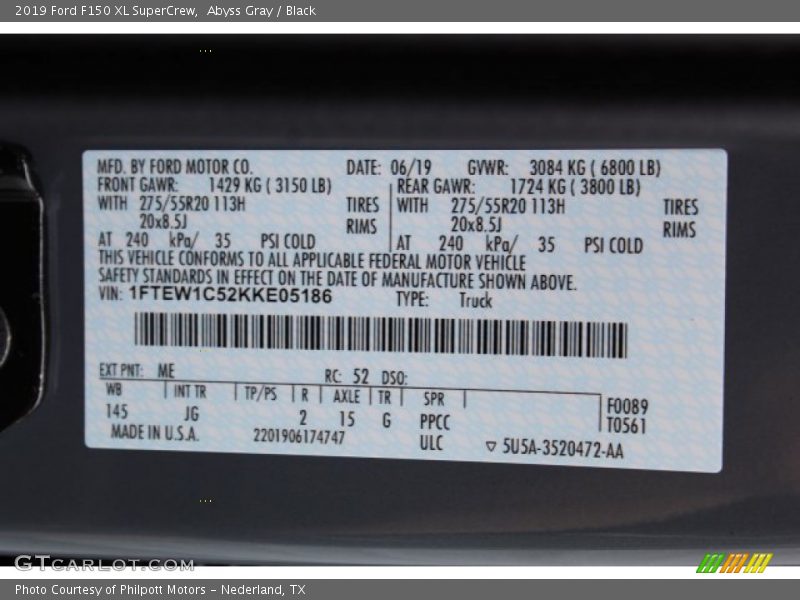 2019 Ford F150 XL SuperCrew,  Abyss Gray / Black
MFD. BY FORD MOTOR CO. DATE: 06/19 GVWR: 3084 KG ( 6800 LB)
FRONT GAWR: 1429 KG ( 3150 LB) REAR GAWR: 1724 KG ( 3800 LB)
WITH 275/55R20 113H TIRES WITH 275/55R20 113H TIRES
20x8.5J RIMS 20x8.5J RIMS
AT 240 kPa/ 35 PSI COLD AT 240 kPa/ 35 PSI COLD
THIS VEHICLE CONFORMS TO ALL APPLICABLE FEDERAL MOTOR VEHICLE
SAFETY STANDARDS IN EFFECT ON THE DATE OF MANUFACTURE SHOWN ABOVE.
VIN: 1FTEW1C52KKE05186 TYPE: Truck
EXT PNT: ME RC: 52 DSO:
WB INT TR TP/PS R AXLE TR SPR
145 JG 2 15 G PPCC F0089
T0561
MADE IN U.S.A. 2201906174747 ULC ▽ 5U5A-3520472-AA
GTCARLOT.COM
Photo Courtesy of Philpott Motors - Nederland, TX